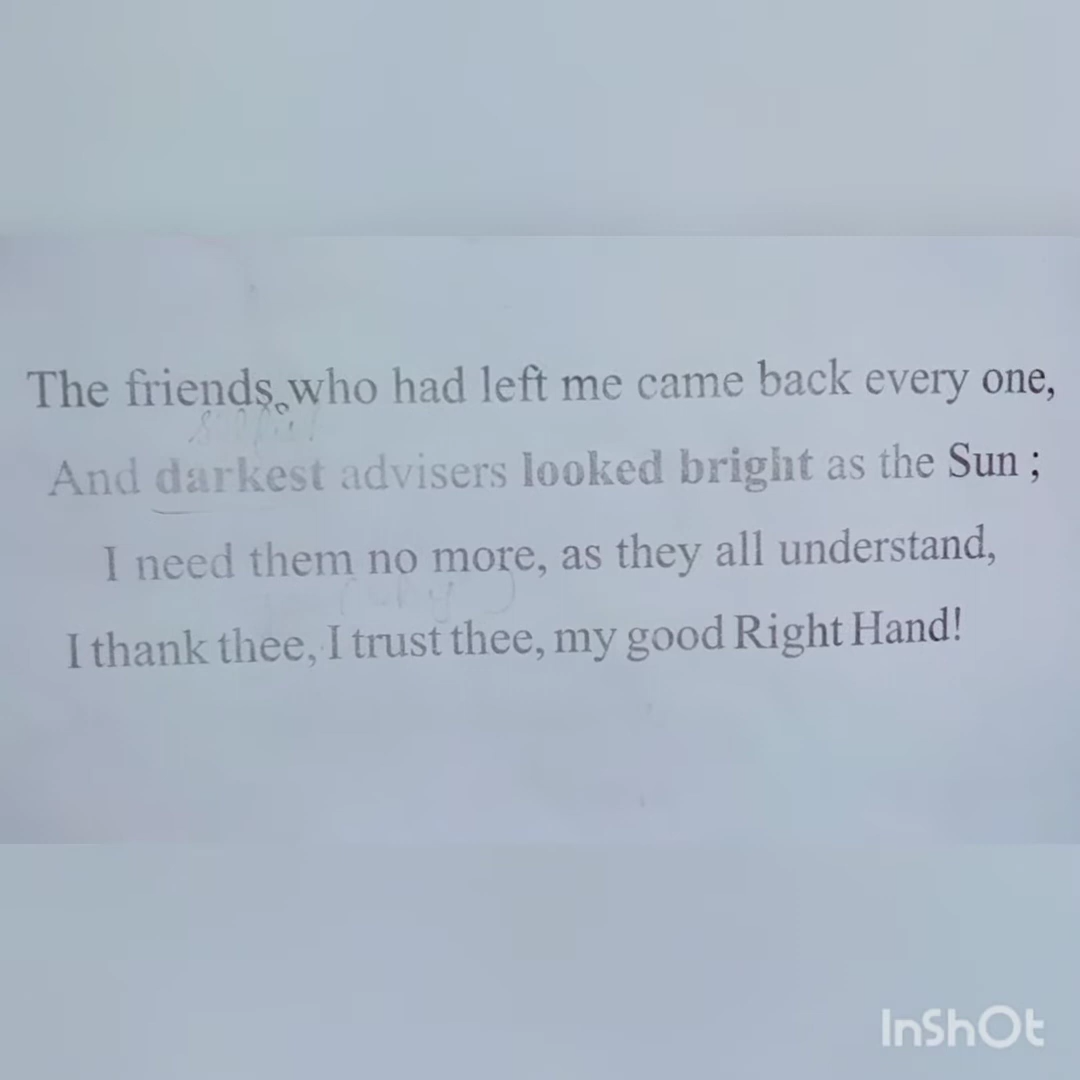 The friends who had left me came back every one,
And darkest advisers looked bright as the Sun ;
I need them no more, as they all understand,
I thank thee, I trust thee, my good Right Hand!
InShOt